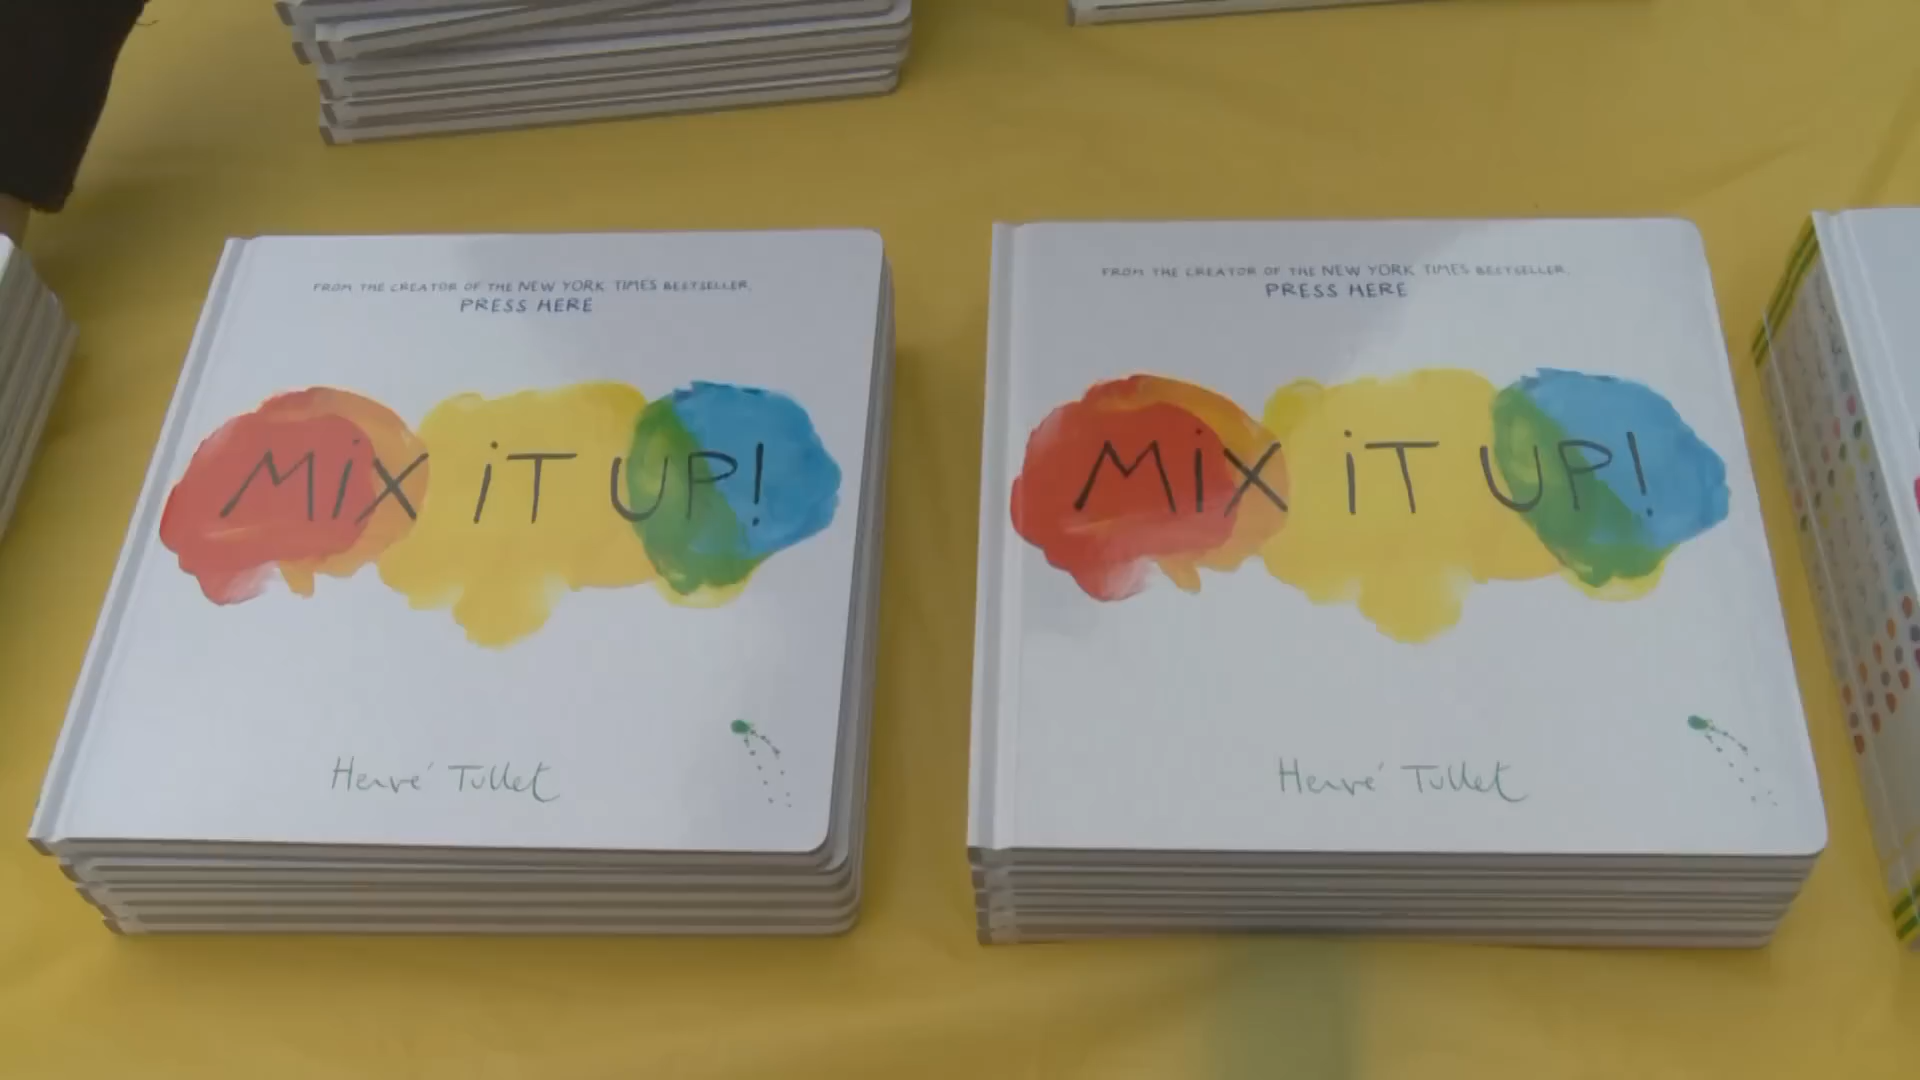 FROM THE CREATOR OF THE NEW YORK TIMES BESTSELLER,
PRESS HERE
MiX iT UP!
Hervé Tullet
FROM THE CREATOR OF THE NEW YORK TIMES BESTSELLER,
PRESS HERE
MiX iT UP!
Hervé Tullet